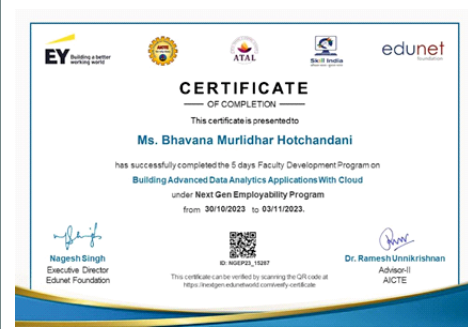 EY Building a better
working world
ATAL
Skill India
edunet
foundation
CERTIFICATE
OF COMPLETION
This certificate is presented to
Ms. Bhavana Murlidhar Hotchandani
has successfully completed the 5 days Faculty Development Program on
Building Advanced Data Analytics Applications With Cloud
under Next Gen Employability Program
from 30/10/2023 to 03/11/2023.
Nagesh Singh
Executive Director
Edunet Foundation
ID: NGEP23_15287
This certificate can be verified by scanning the QR code at
https://nextgen.edunetworld.com/verify-certificate
Dr. Ramesh Unnikrishnan
Advisor-II
AICTE